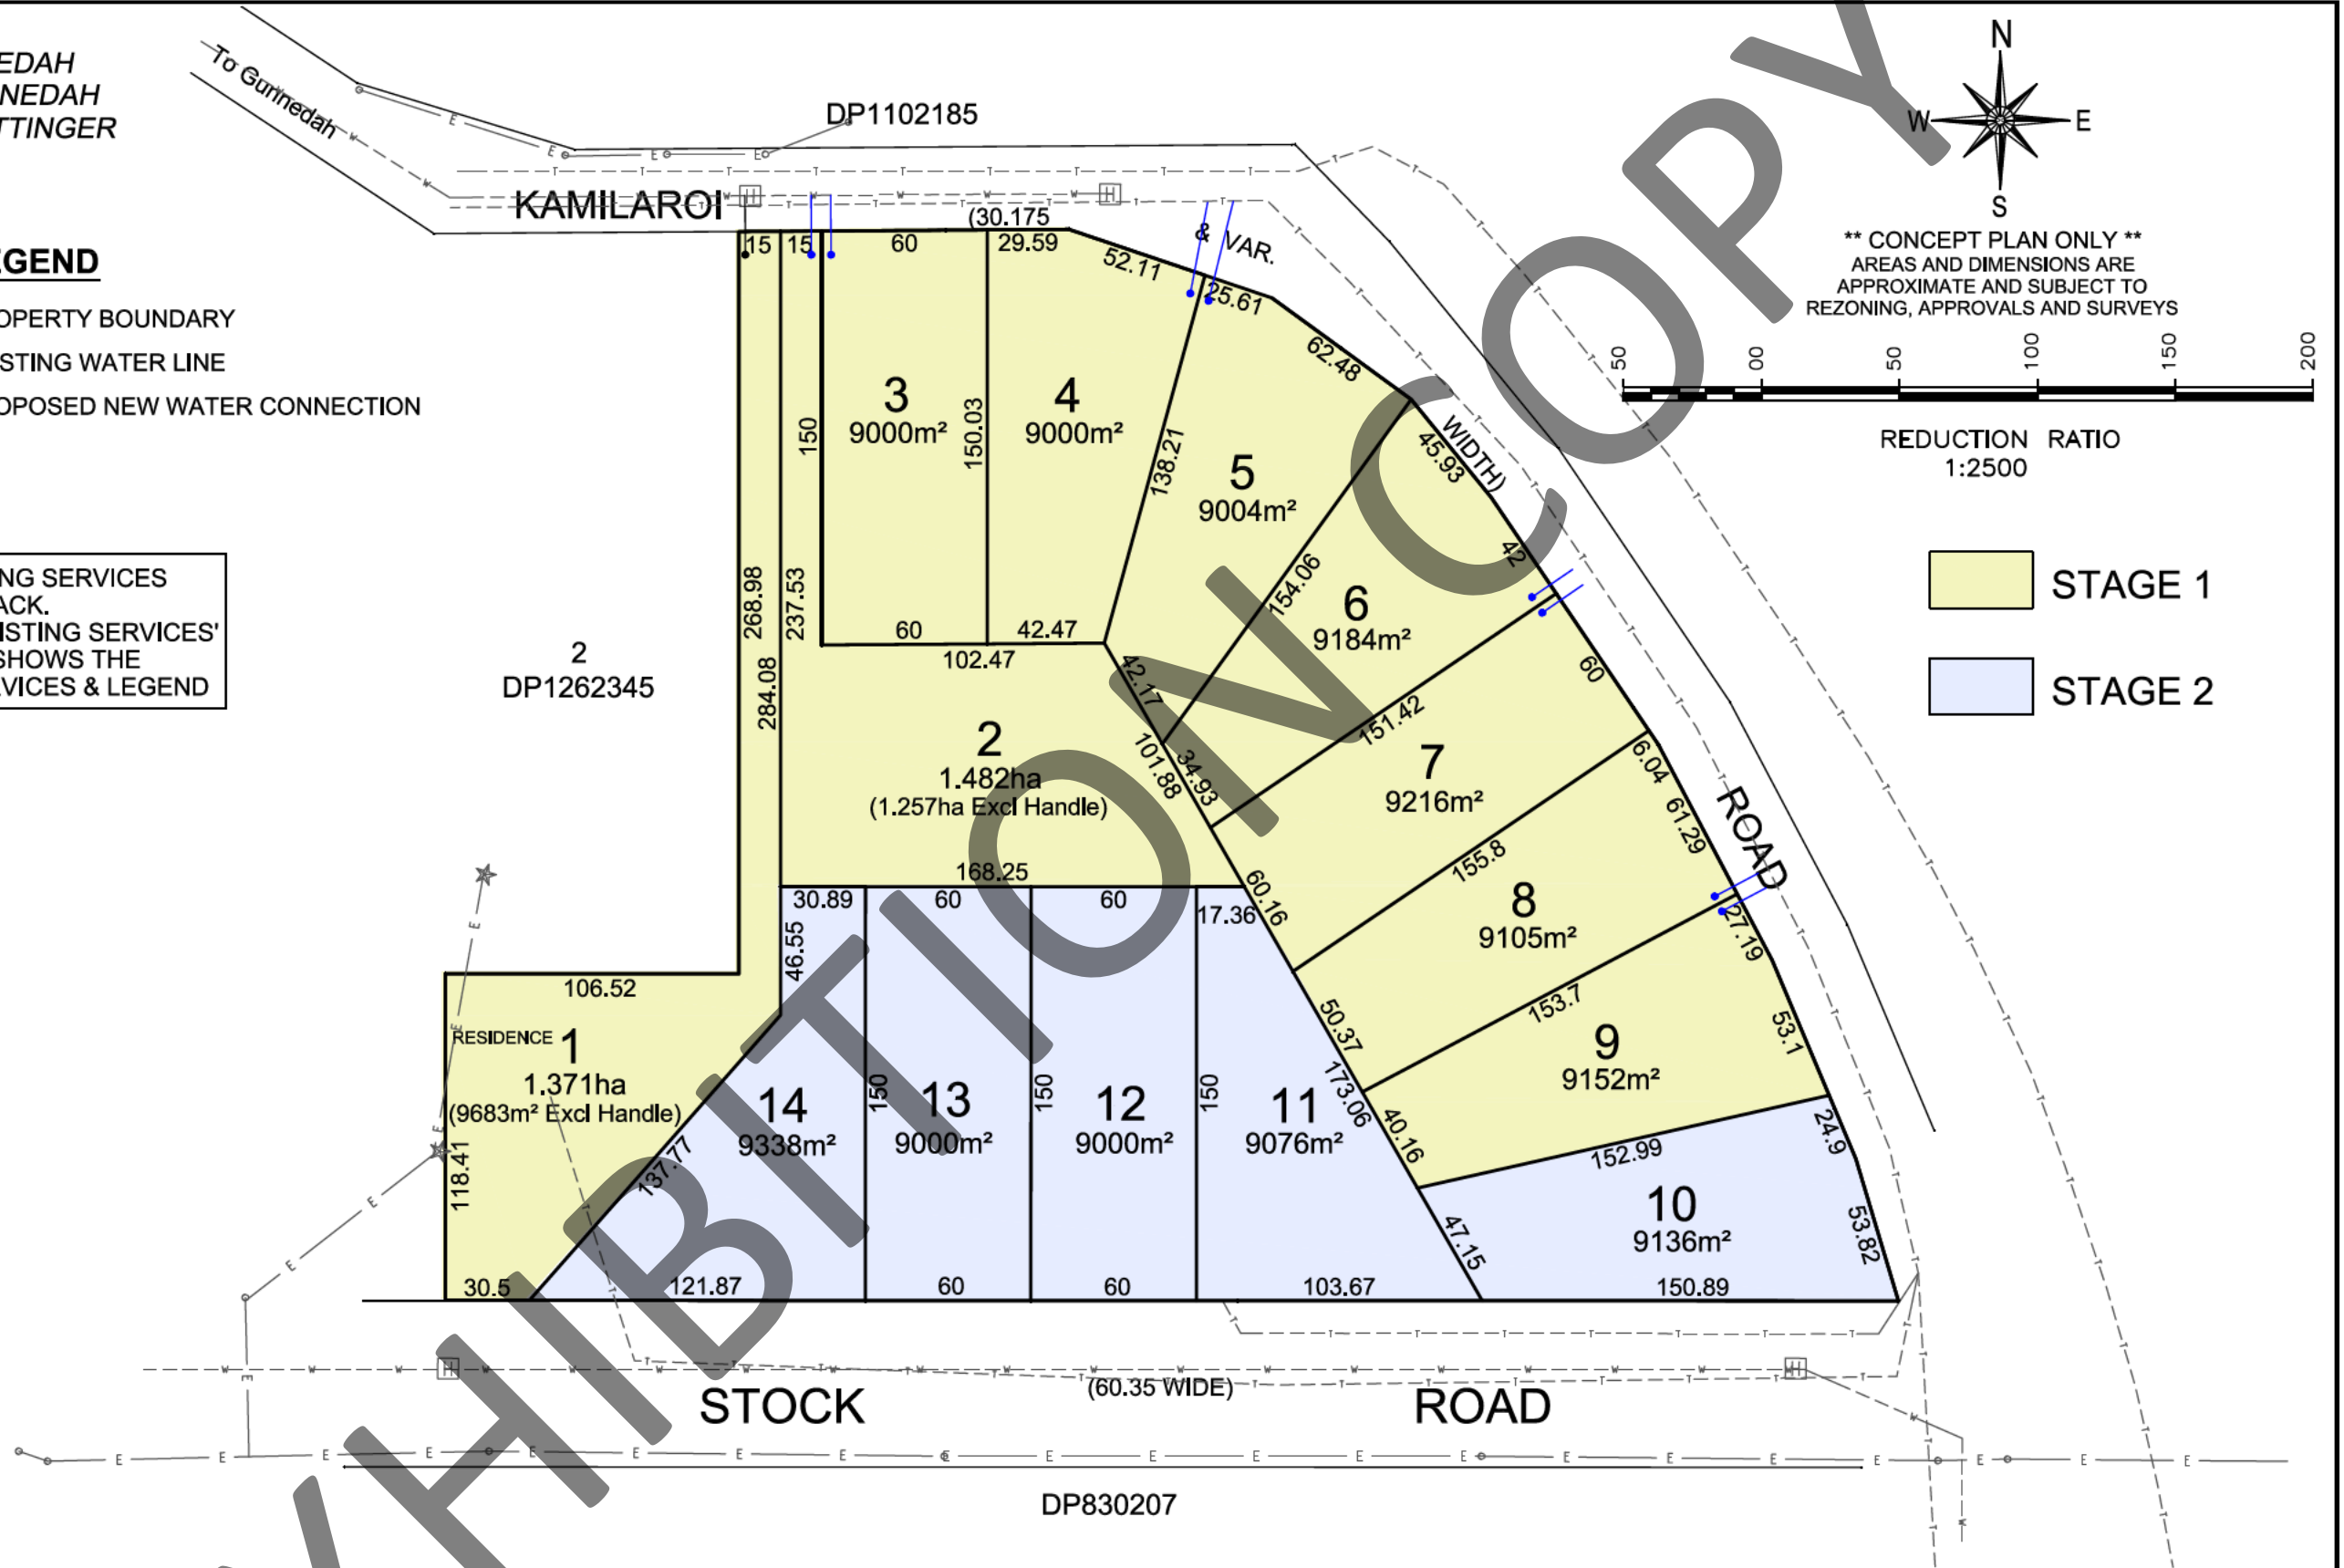 EDAH
NEDAH
TTINGER
To Gunnedah
DP1102185
N
W
E
S
KAMILAROI
(30.175
& VAR.
WIDTH)
ROAD
** CONCEPT PLAN ONLY **
AREAS AND DIMENSIONS ARE
APPROXIMATE AND SUBJECT TO
REZONING, APPROVALS AND SURVEYS
50
00
50
100
150
200
REDUCTION RATIO
1:2500
STAGE 1
STAGE 2
GEND
OPERTY BOUNDARY
STING WATER LINE
OPOSED NEW WATER CONNECTION
NG SERVICES
ACK.
ISTING SERVICES'
SHOWS THE
VICES & LEGEND
2
DP1262345
15
15
60
29.59
52.11
25.61
62.48
45.93
42
60
6.04
61.29
27.19
53.1
24.9
53.82
3
9000m²
4
9000m²
5
9004m²
6
9184m²
7
9216m²
8
9105m²
9
9152m²
10
9136m²
150
150.03
138.21
154.06
151.42
155.8
153.7
152.99
268.98
237.53
284.08
60
42.47
102.47
42.17
101.88
34.93
60.16
50.37
173.06
40.16
47.15
2
1.482ha
(1.257ha Excl Handle)
168.25
30.89
60
60
17.36
46.55
106.52
RESIDENCE
1
1.371ha
(9683m² Excl Handle)
118.41
137.77
14
9338m²
150
13
9000m²
150
12
9000m²
150
11
9076m²
30.5
121.87
60
60
103.67
150.89
STOCK
(60.35 WIDE)
ROAD
DP830207
HIBITION COPY